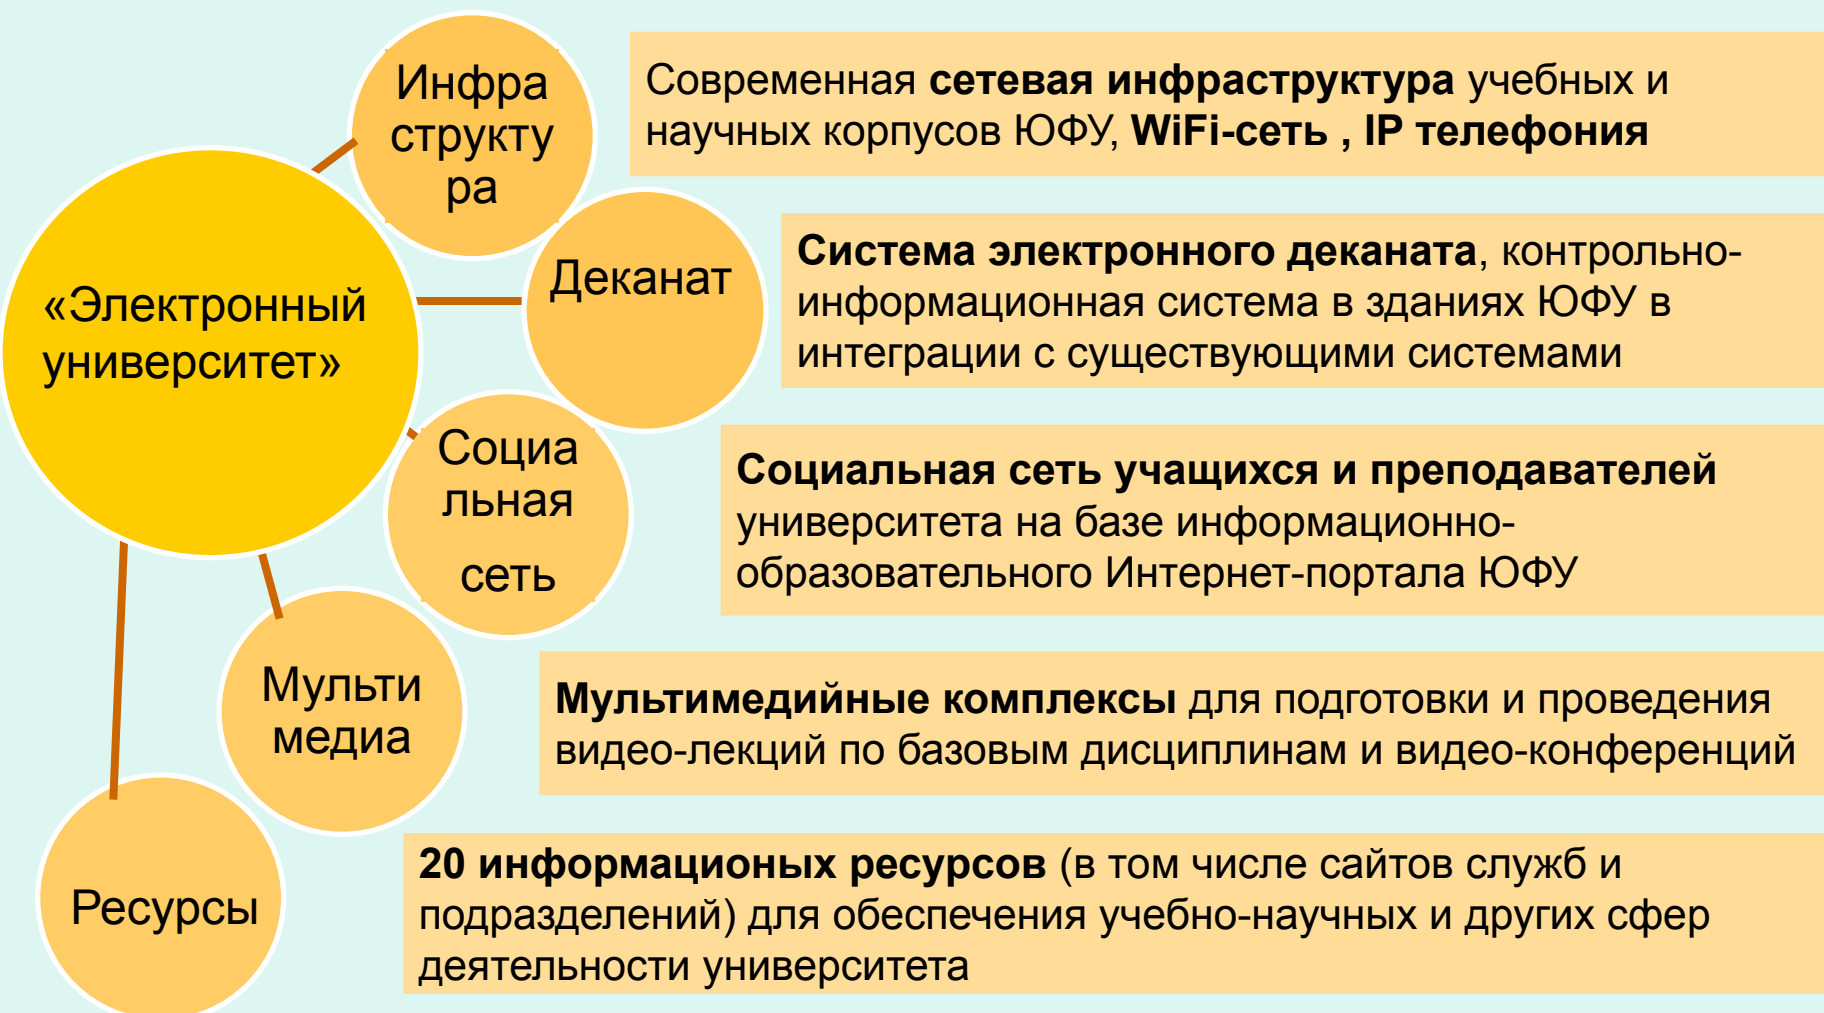 Инфра
структу
ра
Современная сетевая инфраструктура учебных и
научных корпусов ЮФУ, WiFi-сеть , IP телефония
«Электронный
университет»
Деканат
Система электронного деканата, контрольно-
информационная система в зданиях ЮФУ в
интеграции с существующими системами
Социа
льная
сеть
Социальная сеть учащихся и преподавателей
университета на базе информационно-
образовательного Интернет-портала ЮФУ
Мульти
медиа
Мультимедийные комплексы для подготовки и проведения
видео-лекций по базовым дисциплинам и видео-конференций
Ресурсы
20 информационых ресурсов (в том числе сайтов служб и
подразделений) для обеспечения учебно-научных и других сфер
деятельности университета